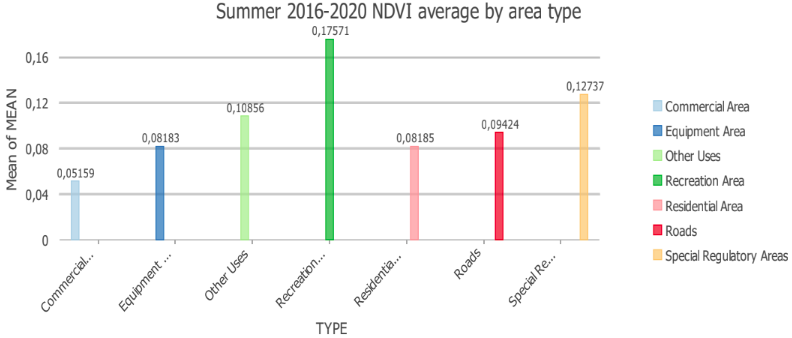 Summer 2016-2020 NDVI average by area type
Mean of MEAN
0,16
0,12
0,08
0,04
0
0,05159
0,08183
0,10856
0,17571
0,08185
0,09424
0,12737
Commercial...
Equipment ...
Other Uses
Recreation...
Residentia...
Roads
Special Re...
TYPE
Commercial Area
Equipment Area
Other Uses
Recreation Area
Residential Area
Roads
Special Regulatory Areas